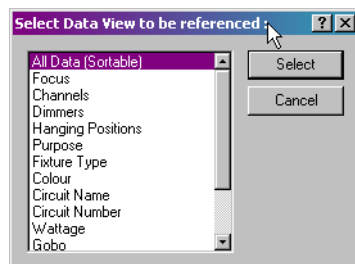 Select Data View to be referenced :
All Data (Sortable)
Focus
Channels
Dimmers
Hanging Positions
Purpose
Fixture Type
Colour
Circuit Name
Circuit Number
Wattage
Gobo
Select
Cancel